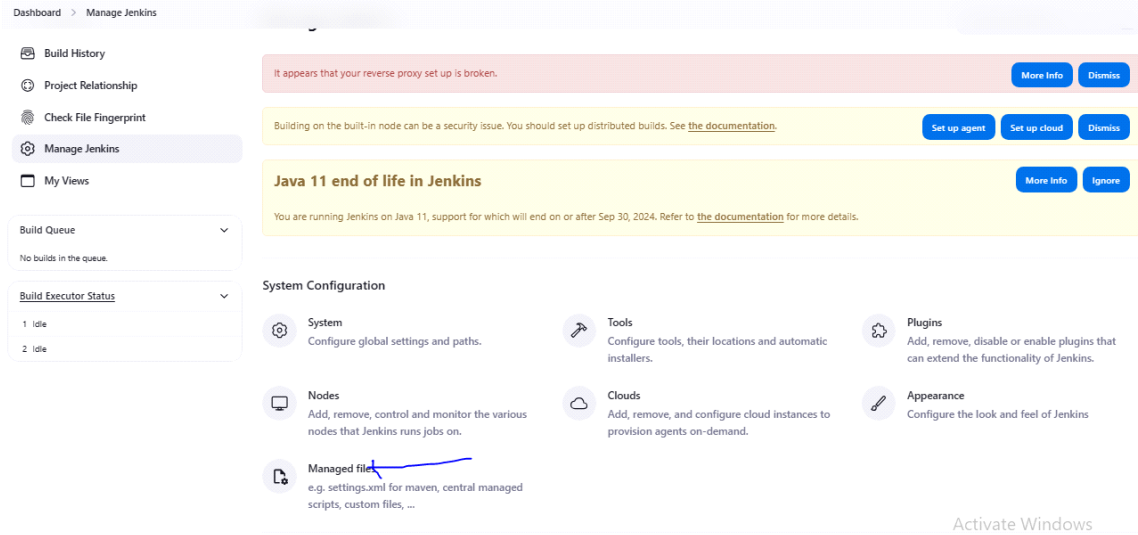 Dashboard > Manage Jenkins
Build History
Project Relationship
Check File Fingerprint
Manage Jenkins
My Views
Build Queue
No builds in the queue.
Build Executor Status
1 Idle
2 Idle
It appears that your reverse proxy set up is broken.
More Info
Dismiss
Building on the built-in node can be a security issue. You should set up distributed builds. See the documentation.
Set up agent
Set up cloud
Dismiss
Java 11 end of life in Jenkins
More Info
Ignore
You are running Jenkins on Java 11, support for which will end on or after Sep 30, 2024. Refer to the documentation for more details.
System Configuration
System
Configure global settings and paths.
Tools
Configure tools, their locations and automatic
installers.
Plugins
Add, remove, disable or enable plugins that
can extend the functionality of Jenkins.
Nodes
Add, remove, control and monitor the various
nodes that Jenkins runs jobs on.
Clouds
Add, remove, and configure cloud instances to
provision agents on-demand.
Appearance
Configure the look and feel of Jenkins
Managed files
e.g. settings.xml for maven, central managed
scripts, custom files, ...
Activate Windows